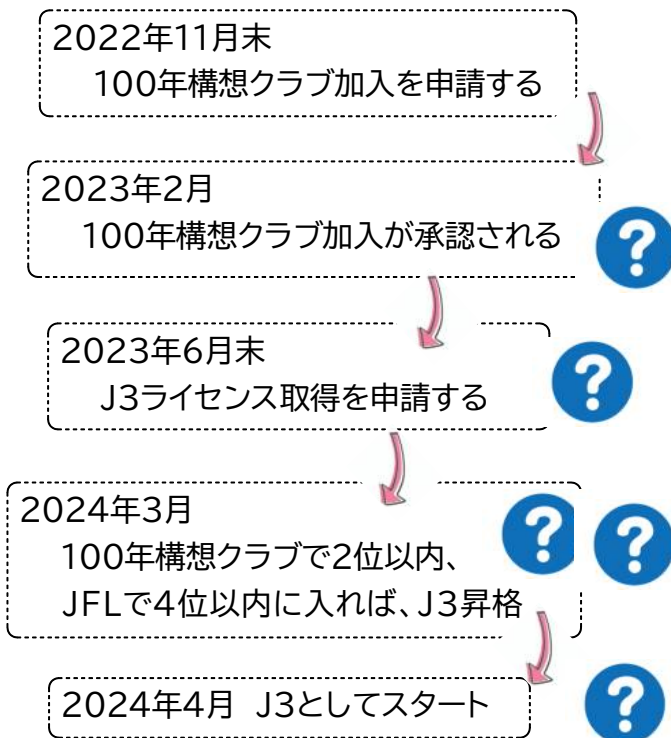 2022年11月末
100年構想クラブ加入を申請する
2023年2月
100年構想クラブ加入が承認される
?
2023年6月末
J3ライセンス取得を申請する
?
2024年3月
100年構想クラブで2位以内、
JFLで4位以内に入れば、J3昇格
? ?
2024年4月 J3としてスタート
?